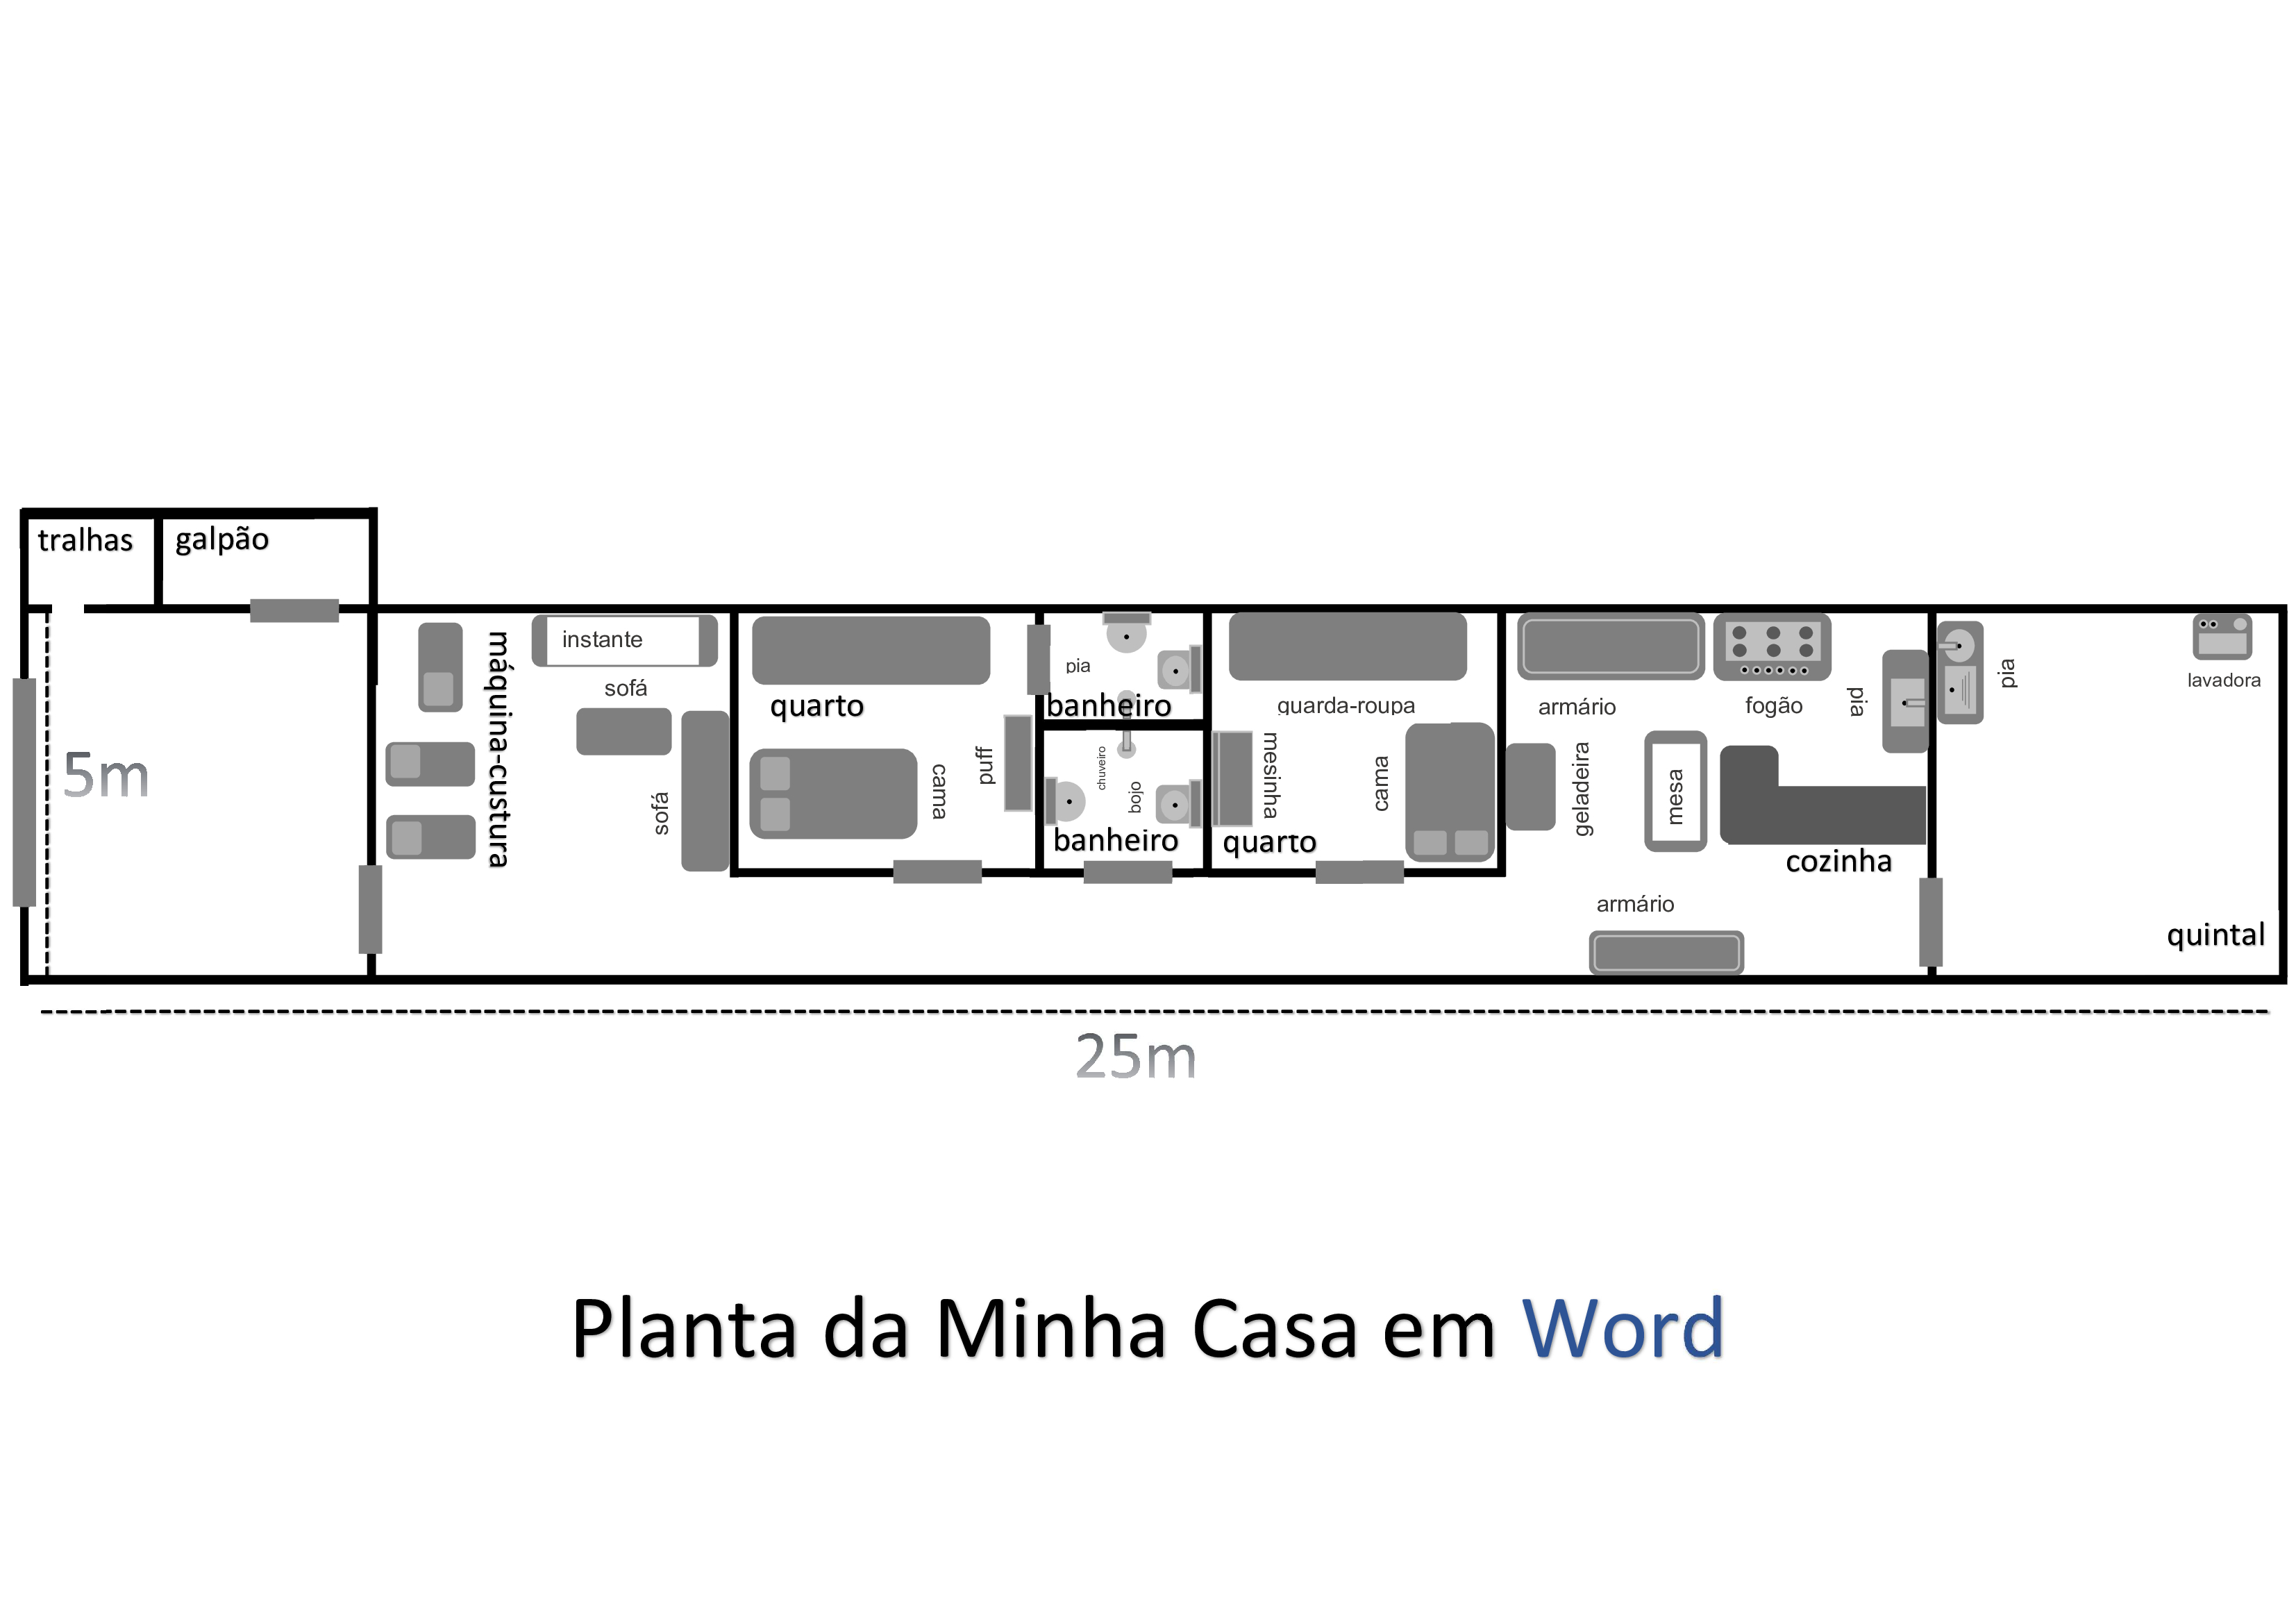 tralhas
galpão
5m
máquina-custura
instante
sofá
sofá
quarto
cama
puff
pia
banheiro
chuveiro
bojo
banheiro
guarda-roupa
mesinha
cama
quarto
armário
fogão
pia
geladeira
mesa
cozinha
armário
pia
lavadora
quintal
25m
Planta da Minha Casa em Word